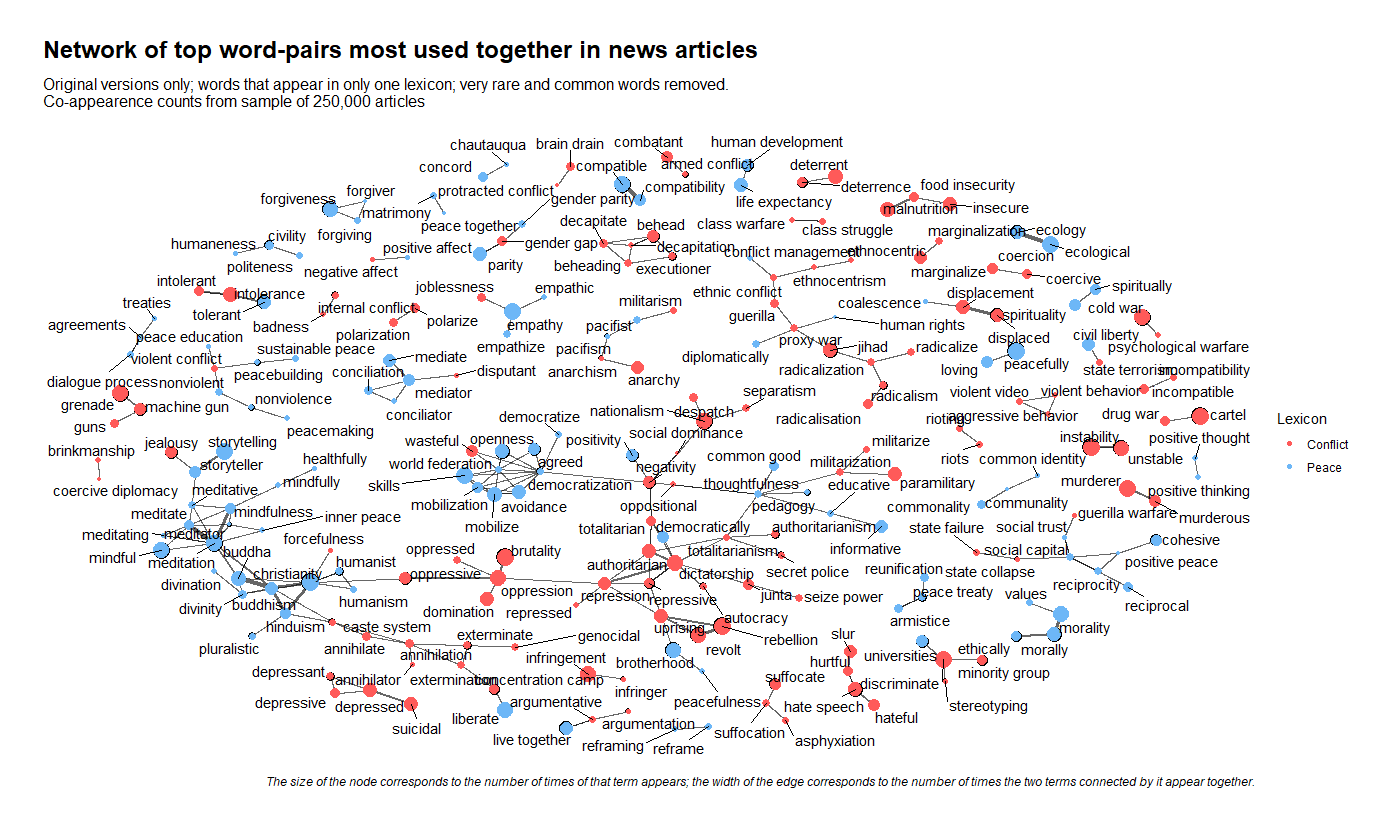 Network of top word-pairs most used together in news articles
Original versions only; words that appear in only one lexicon; very rare and common words removed.
Co-appearence counts from sample of 250,000 articles
chautauqua
brain drain
combatant
human development
concord
compatible
armed conflict
deterrent
forgiveness
forgiver
protracted conflict
compatibility
deterrence
food insecurity
matrimony
gender parity
life expectancy
malnutrition
insecure
forgiving
peace together
decapitate
behead
class warfare
class struggle
marginalization
ecology
humaneness
civility
positive affect
gender gap
decapitation
conflict management
ethnocentric
coercion
ecological
politeness
negative affect
parity
beheading
executioner
ethnocentrism
marginalize
coercive
intolerant
intolerance
joblessness
empathic
ethnic conflict
displacement
spiritually
treaties
tolerant
internal conflict
militarism
guerilla
coalescence
spirituality
cold war
agreements
badness
polarization
polarize
empathy
pacifist
human rights
displaced
civil liberty
peace education
sustainable peace
empathize
pacifism
diplomatically
proxy war
jihad
radicalize
peacefully
psychological warfare
violent conflict
mediate
conciliation
disputant
anarchism
anarchy
radicalization
loving
state terrorism
incompatibility
dialogue process
nonviolent
peacebuilding
mediator
separatism
radicalism
violent video
violent behavior
incompatible
grenade
machine gun
nonviolence
conciliator
nationalism
despatch
radicalisation
rioting
aggressive behavior
drug war
cartel
guns
peacemaking
democratize
social dominance
brinkmanship
jealousy
storytelling
wasteful
openness
positivity
militarize
instability
positive thought
storyteller
healthfully
world federation
agreed
negativity
common good
militarization
riots
common identity
unstable
coercive diplomacy
meditative
mindfully
skills
democratization
thoughtfulness
educative
paramilitary
murderer
positive thinking
meditate
mindfulness
mobilization
avoidance
oppositional
pedagogy
commonality
communality
guerilla warfare
murderous
meditating
meditator
inner peace
mobilize
totalitarian
democratically
authoritarianism
state failure
social trust
mindful
buddha
forcefulness
oppressed
brutality
totalitarianism
informative
social capital
cohesive
meditation
christianity
humanist
oppressive
authoritarian
dictatorship
secret police
reunification
state collapse
positive peace
divination
buddhism
humanism
oppression
repression
repressive
junta
seize power
peace treaty
values
reciprocity
divinity
domination
repressed
reciprocal
hinduism
caste system
exterminate
genocidal
uprising
autocracy
armistice
morality
pluralistic
annihilate
annihilation
infringement
revolt
rebellion
slur
universities
ethically
morally
depressant
annihilator
extermination
concentration camp
brotherhood
suffocate
hurtful
discriminate
minority group
depressive
depressed
liberate
argumentative
infringer
peacefulness
hate speech
hateful
stereotyping
suicidal
live together
argumentation
reframing
reframe
suffocation
asphyxiation
Lexicon
Conflict
Peace
The size of the node corresponds to the number of times of that term appears; the width of the edge corresponds to the number of times the two terms connected by it appear together.